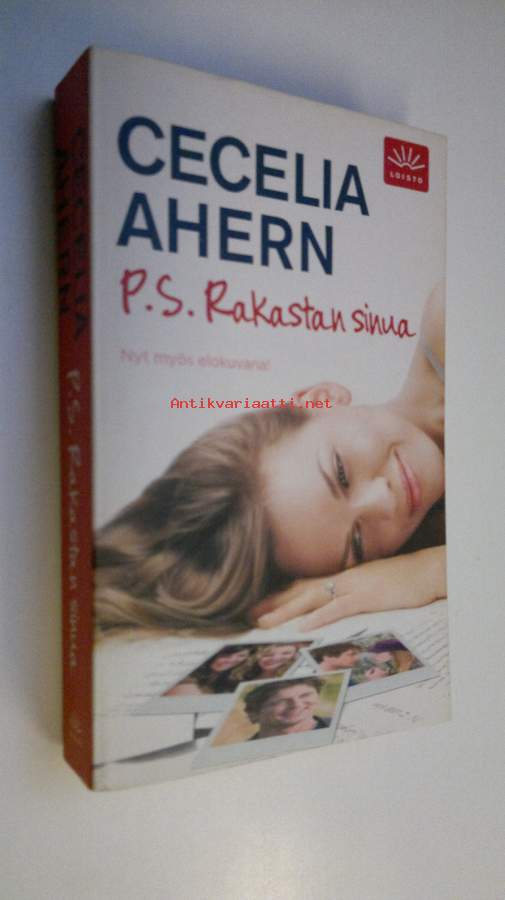 CECELIA
AHERN
P.S. Rakastan sinua
Nyt myös elokuvana!
LOISTO
Antikvariaatti.net
CECELIA
AHERN
P.S. Rakastan sinua